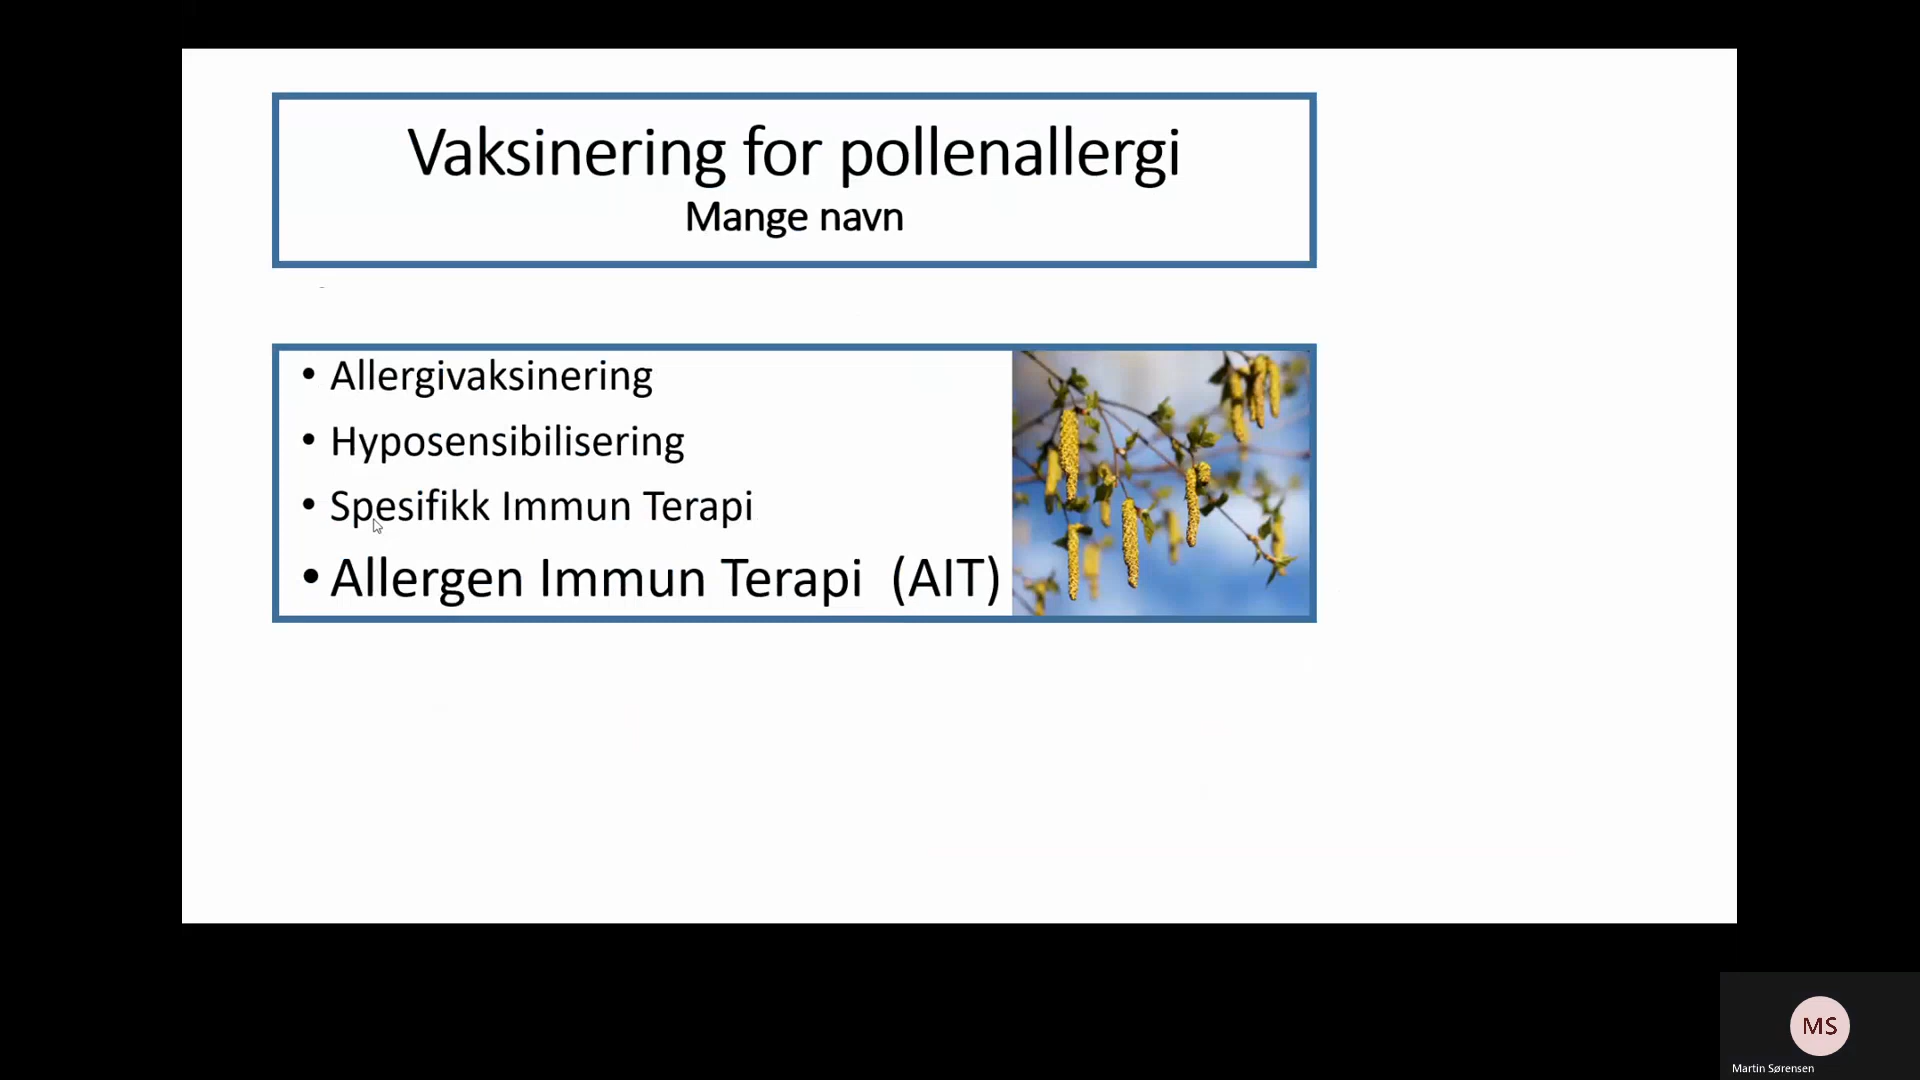 Vaksinering for pollenallergi
Mange navn
• Allergivaksinering
• Hyposensibilisering
• Spesifikk Immun Terapi
• Allergen Immun Terapi (AIT)
MS
Martin Sørensen